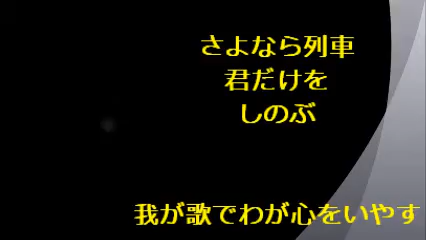 さよなら列車
君だけを
しのぶ
我が歌でわが心をいやす